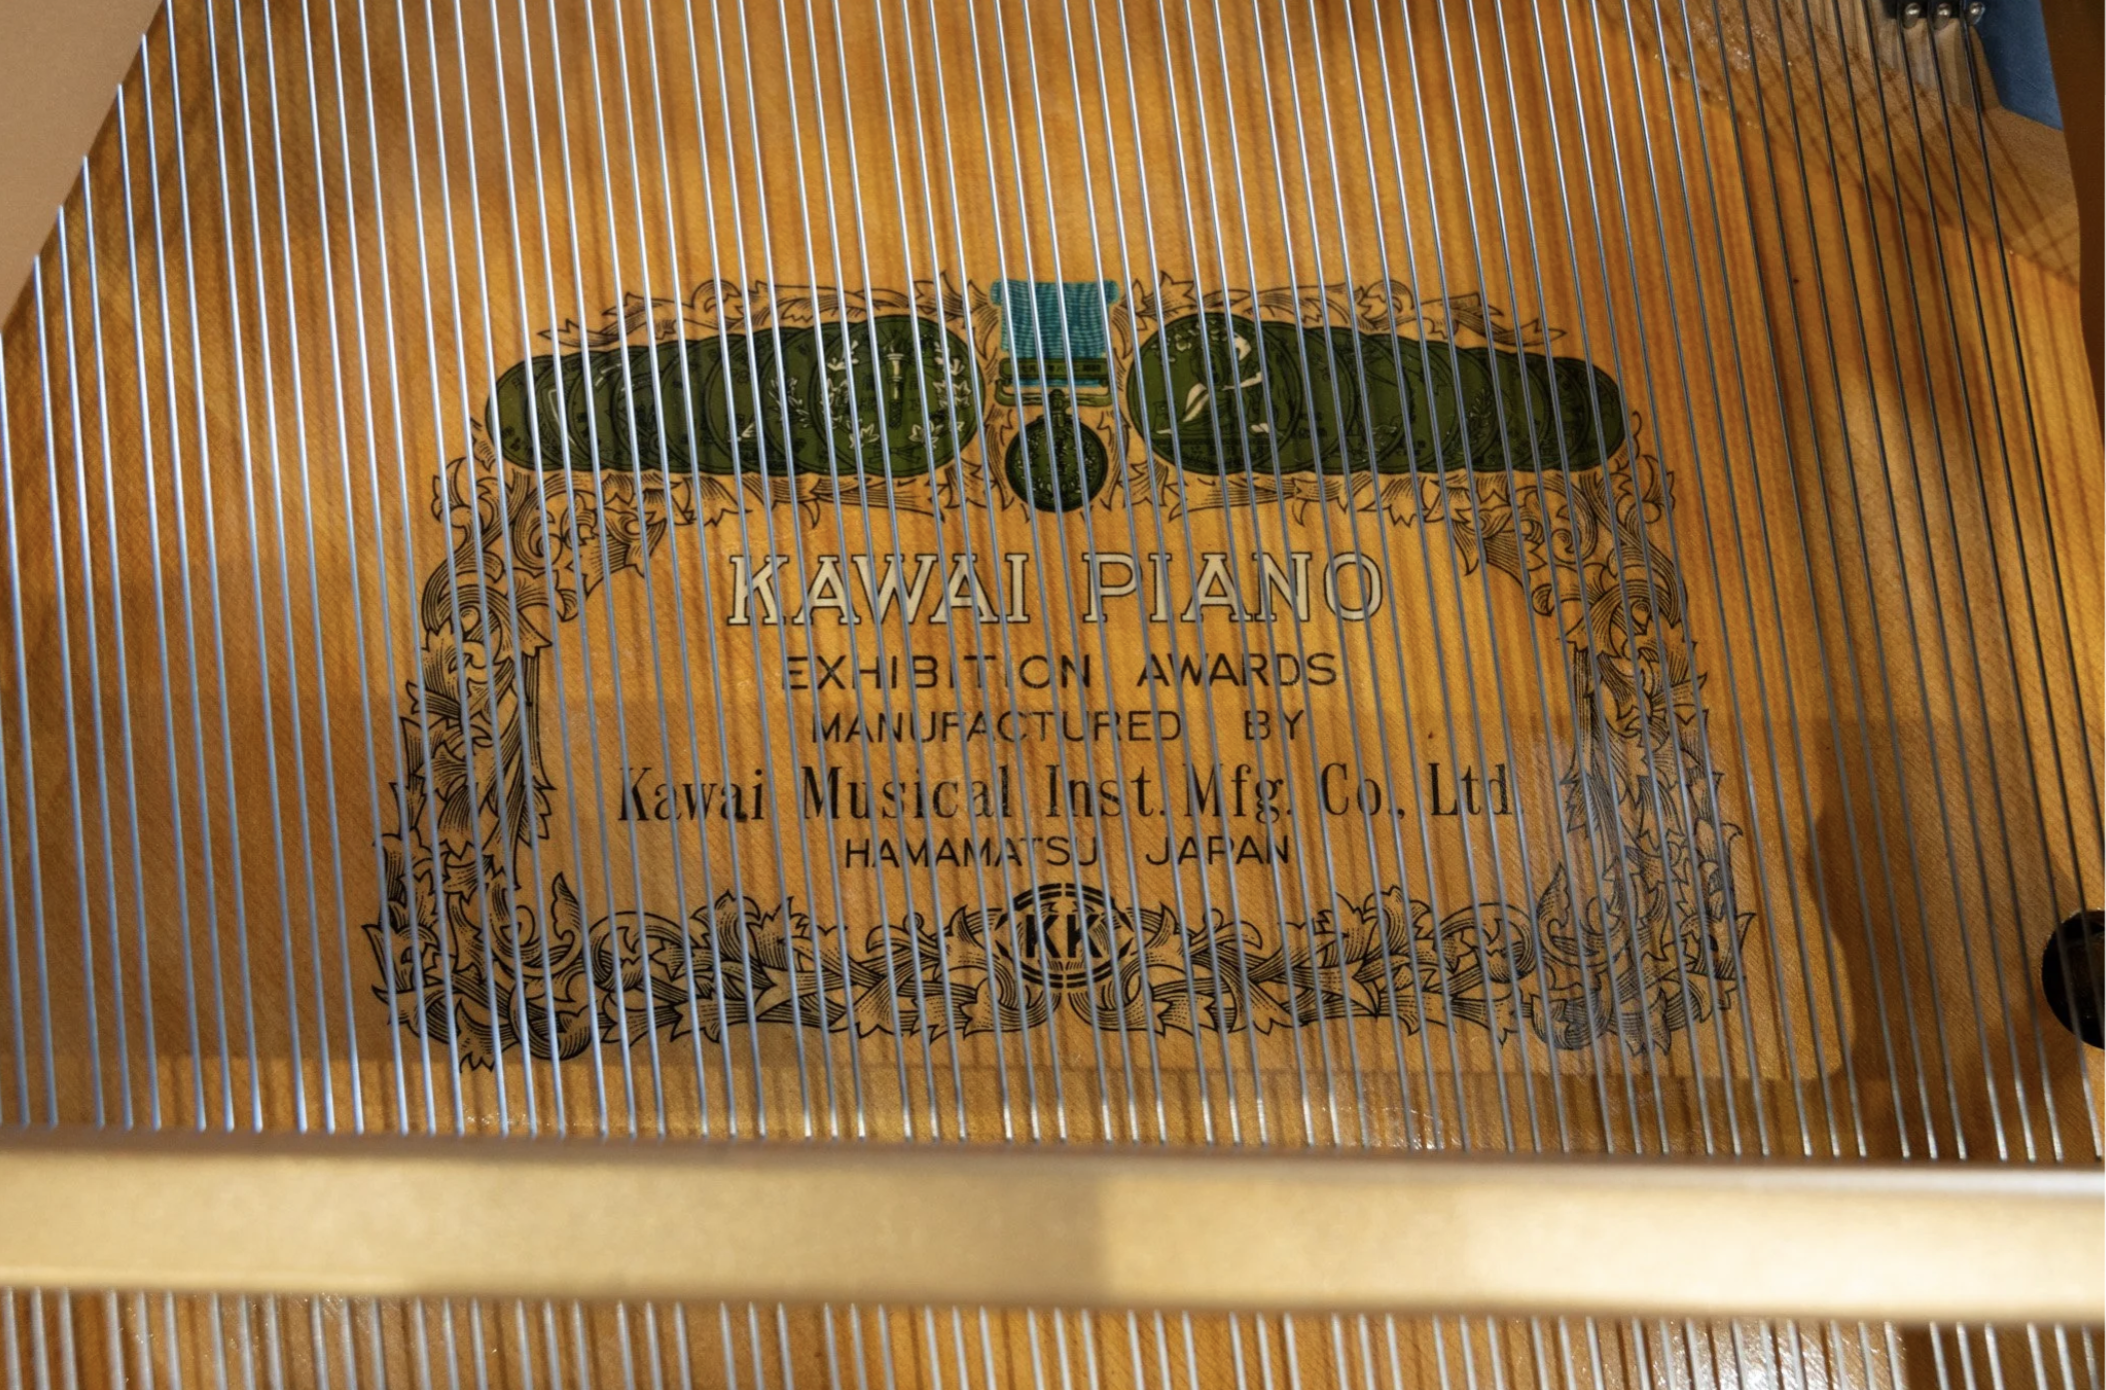 KAWAI PIANO
EXHIBITION AWARDS
MANUFACTURED BY
Kawai Musical Inst. Mfg. Co., Ltd.
HAMAMATSU JAPAN
KK